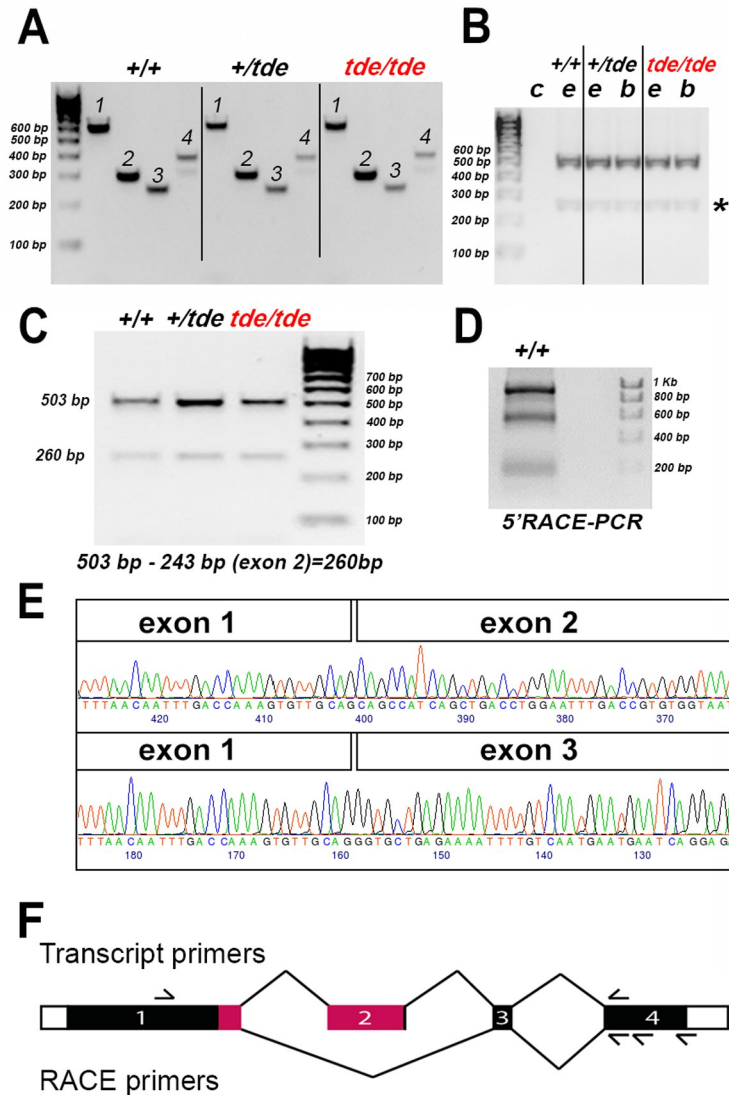 A
+/+ +/tde tde/tde
1 2 3 4
1 2 3 4
1 2 3 4
600 bp
500 bp
400 bp
300 bp
200 bp
100 bp
B
+/+ +/tde tde/tde
c e e b e b
600 bp
500 bp
400 bp
300 bp
200 bp
100 bp
*
C
+/+ +/tde tde/tde
503 bp
260 bp
700 bp
600 bp
500 bp
400 bp
300 bp
200 bp
100 bp
503 bp - 243 bp (exon 2)=260bp
D
+/+
1 Kb
800 bp
600 bp
400 bp
200 bp
5'RACE-PCR
E
exon 1 exon 2
TTTAACAATTTGACCAAAGTGTTGCAGCAGCCATCAGCTGACCTGGAATTTGACCGTGTGGTAAT
420 410 400 390 380 370
exon 1 exon 3
TTTAACAATTTGACCAAAGTGTTGCAGGGTGCTGAGAAAATTTTGTCAATGAATGAATCAGGAGA
180 170 160 150 140 130
F
Transcript primers
1 2 3 4
RACE primers